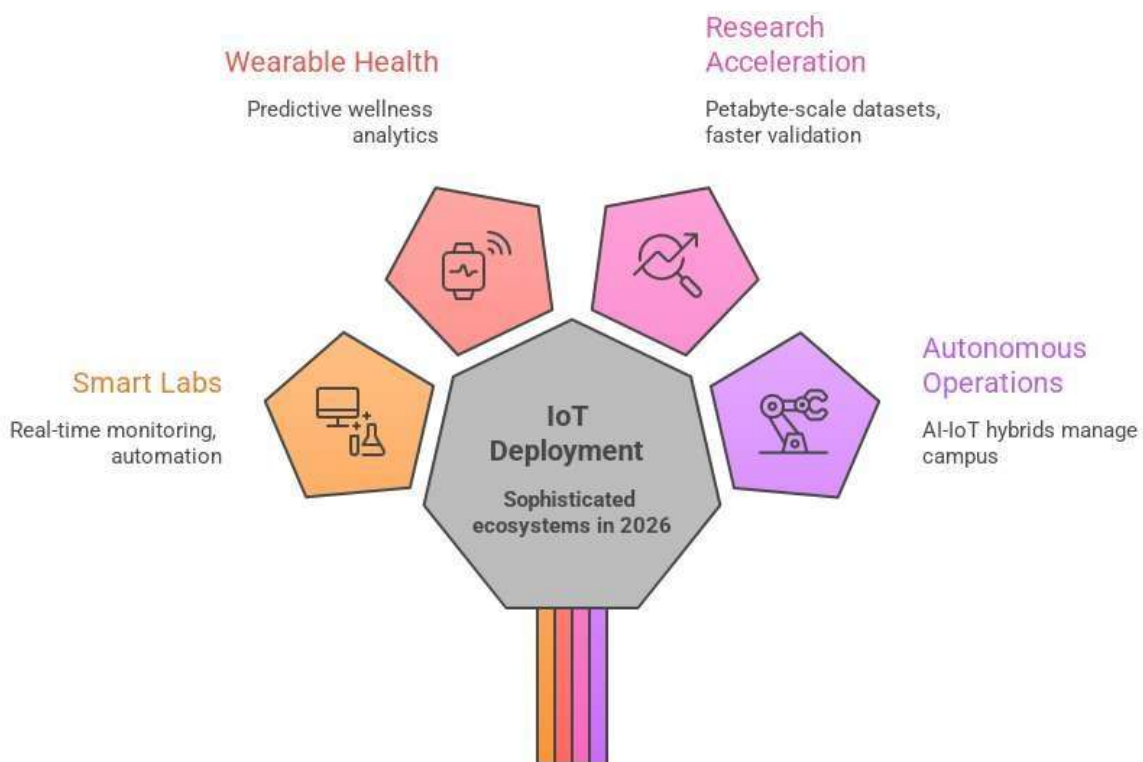 Wearable Health
Predictive wellness
analytics
Research
Acceleration
Petabyte-scale datasets,
faster validation
Smart Labs
Real-time monitoring,
automation
IoT
Deployment
Sophisticated
ecosystems in 2026
Autonomous
Operations
AI-IoT hybrids manage
campus